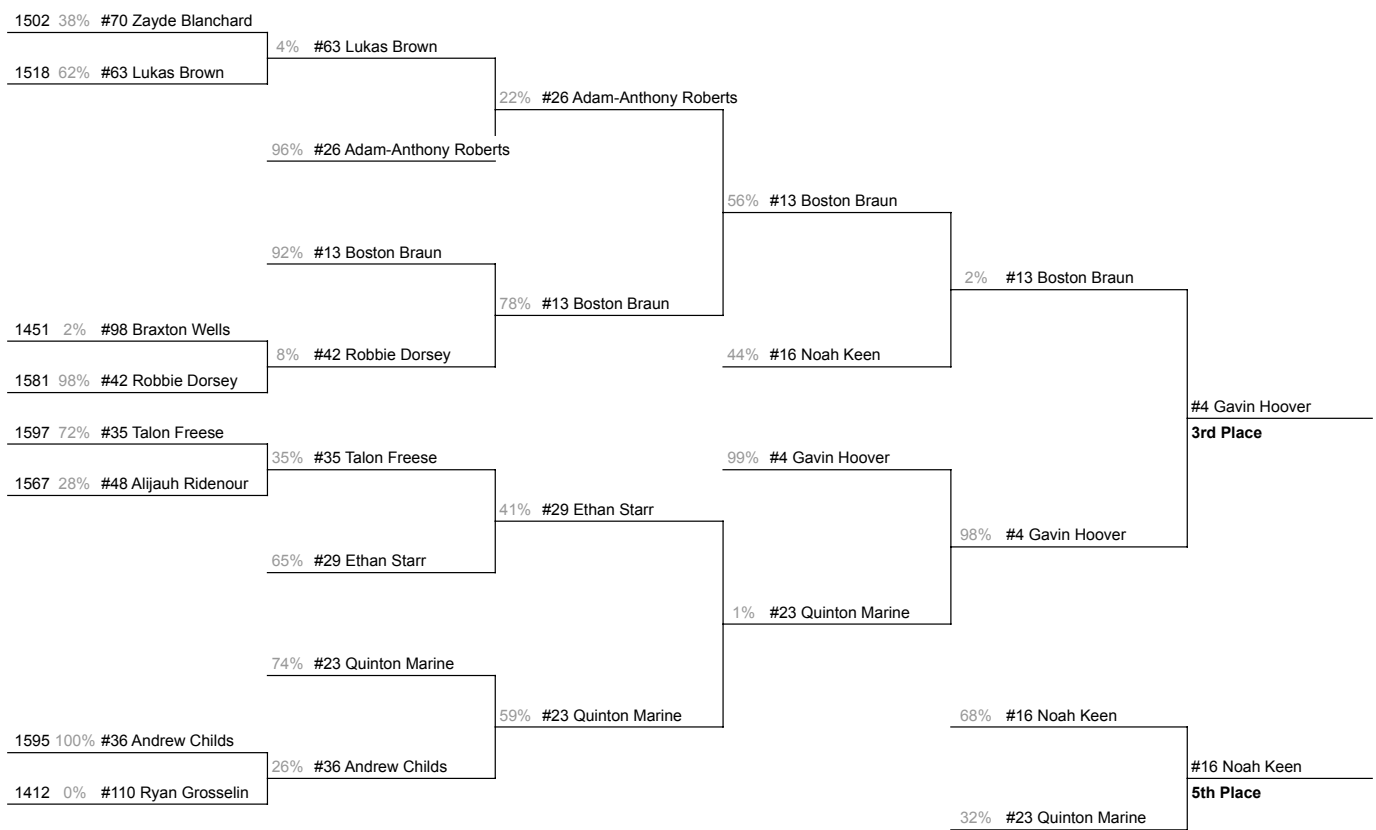 1502 38% #70 Zayde Blanchard
4% #63 Lukas Brown
1518 62% #63 Lukas Brown
22% #26 Adam-Anthony Roberts
96% #26 Adam-Anthony Roberts
56% #13 Boston Braun
92% #13 Boston Braun
2% #13 Boston Braun
78% #13 Boston Braun
1451 2% #98 Braxton Wells
8% #42 Robbie Dorsey
44% #16 Noah Keen
1581 98% #42 Robbie Dorsey
#4 Gavin Hoover
1597 72% #35 Talon Freese
3rd Place
35% #35 Talon Freese
99% #4 Gavin Hoover
1567 28% #48 Alijauh Ridenour
41% #29 Ethan Starr
98% #4 Gavin Hoover
65% #29 Ethan Starr
1% #23 Quinton Marine
74% #23 Quinton Marine
59% #23 Quinton Marine
68% #16 Noah Keen
1595 100% #36 Andrew Childs
26% #36 Andrew Childs
#16 Noah Keen
1412 0% #110 Ryan Grosselin
5th Place
32% #23 Quinton Marine